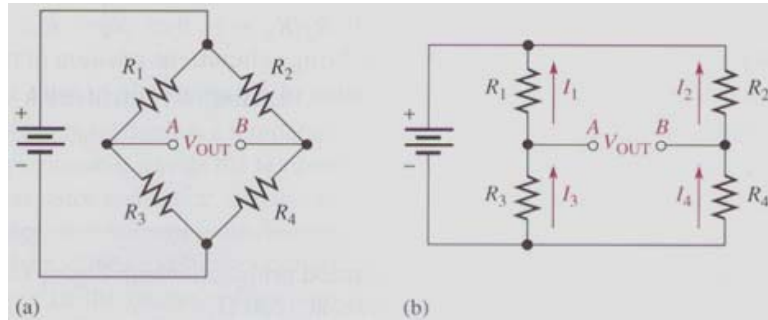 R1
R2
+
A
B
VOUT
−
R3
R4
(a)
+
R1
I1
I2
R2
A
B
VOUT
−
R3
I3
I4
R4
(b)